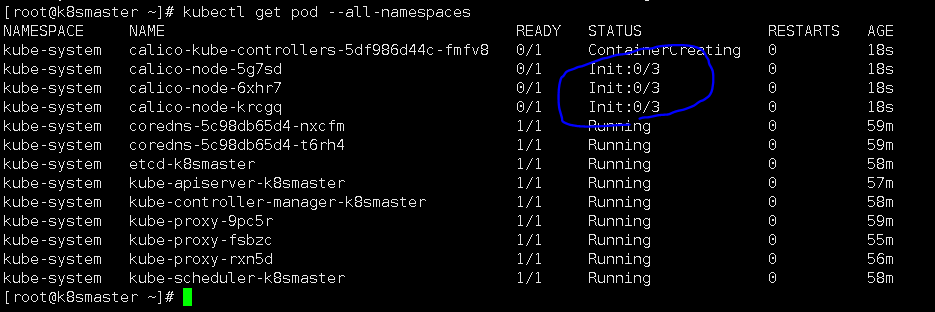 [root@k8smaster ~]# kubectl get pod --all-namespaces
NAMESPACE NAME READY STATUS RESTARTS AGE
kube-system calico-kube-controllers-5df986d44c-fmfv8 0/1 ContainerCreating 0 18s
kube-system calico-node-5g7sd 0/1 Init:0/3 0 18s
kube-system calico-node-6xhr7 0/1 Init:0/3 0 18s
kube-system calico-node-krcgq 0/1 Init:0/3 0 18s
kube-system coredns-5c98db65d4-nxcfm 1/1 Running 0 59m
kube-system coredns-5c98db65d4-t6rh4 1/1 Running 0 59m
kube-system etcd-k8smaster 1/1 Running 0 58m
kube-system kube-apiserver-k8smaster 1/1 Running 0 57m
kube-system kube-controller-manager-k8smaster 1/1 Running 0 58m
kube-system kube-proxy-9pc5r 1/1 Running 0 59m
kube-system kube-proxy-fsbzc 1/1 Running 0 55m
kube-system kube-proxy-rxn5d 1/1 Running 0 56m
kube-system kube-scheduler-k8smaster 1/1 Running 0 58m
[root@k8smaster ~]#